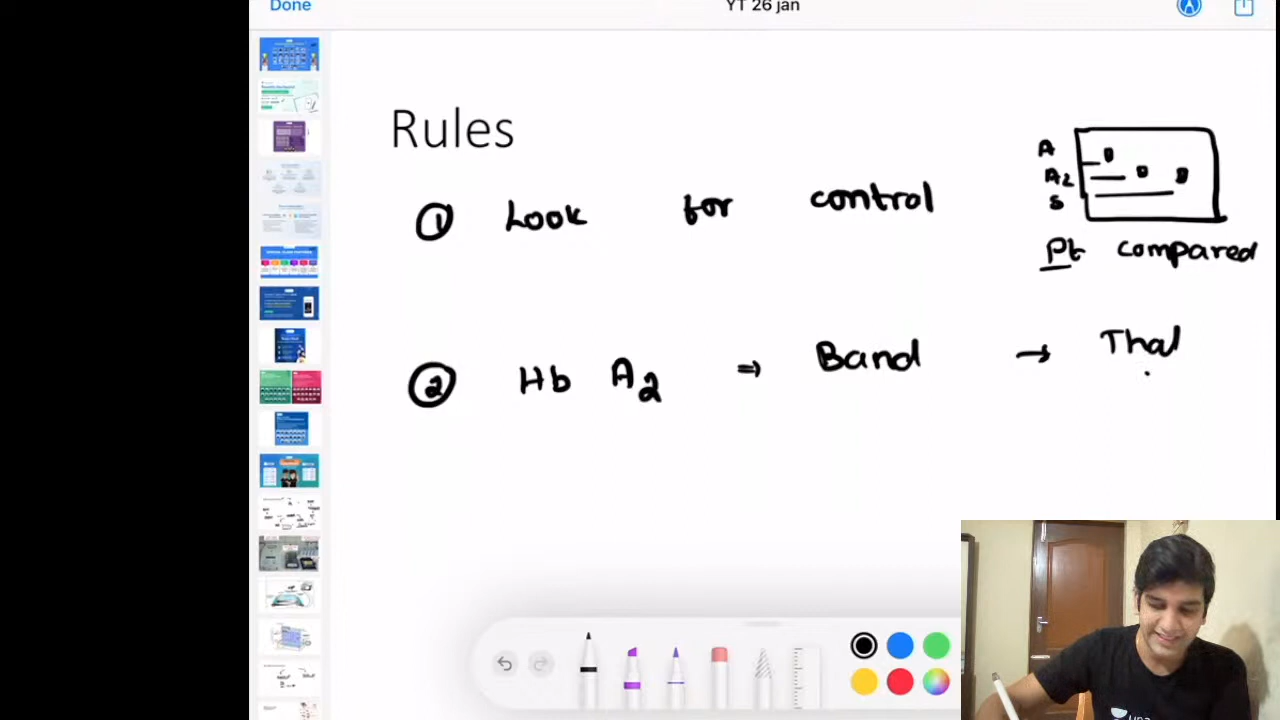 Done
YT 26 jan
Rules
① Look for control
A
A2
S
Pt compared
② Hb A2 ⇒ Band → Thal